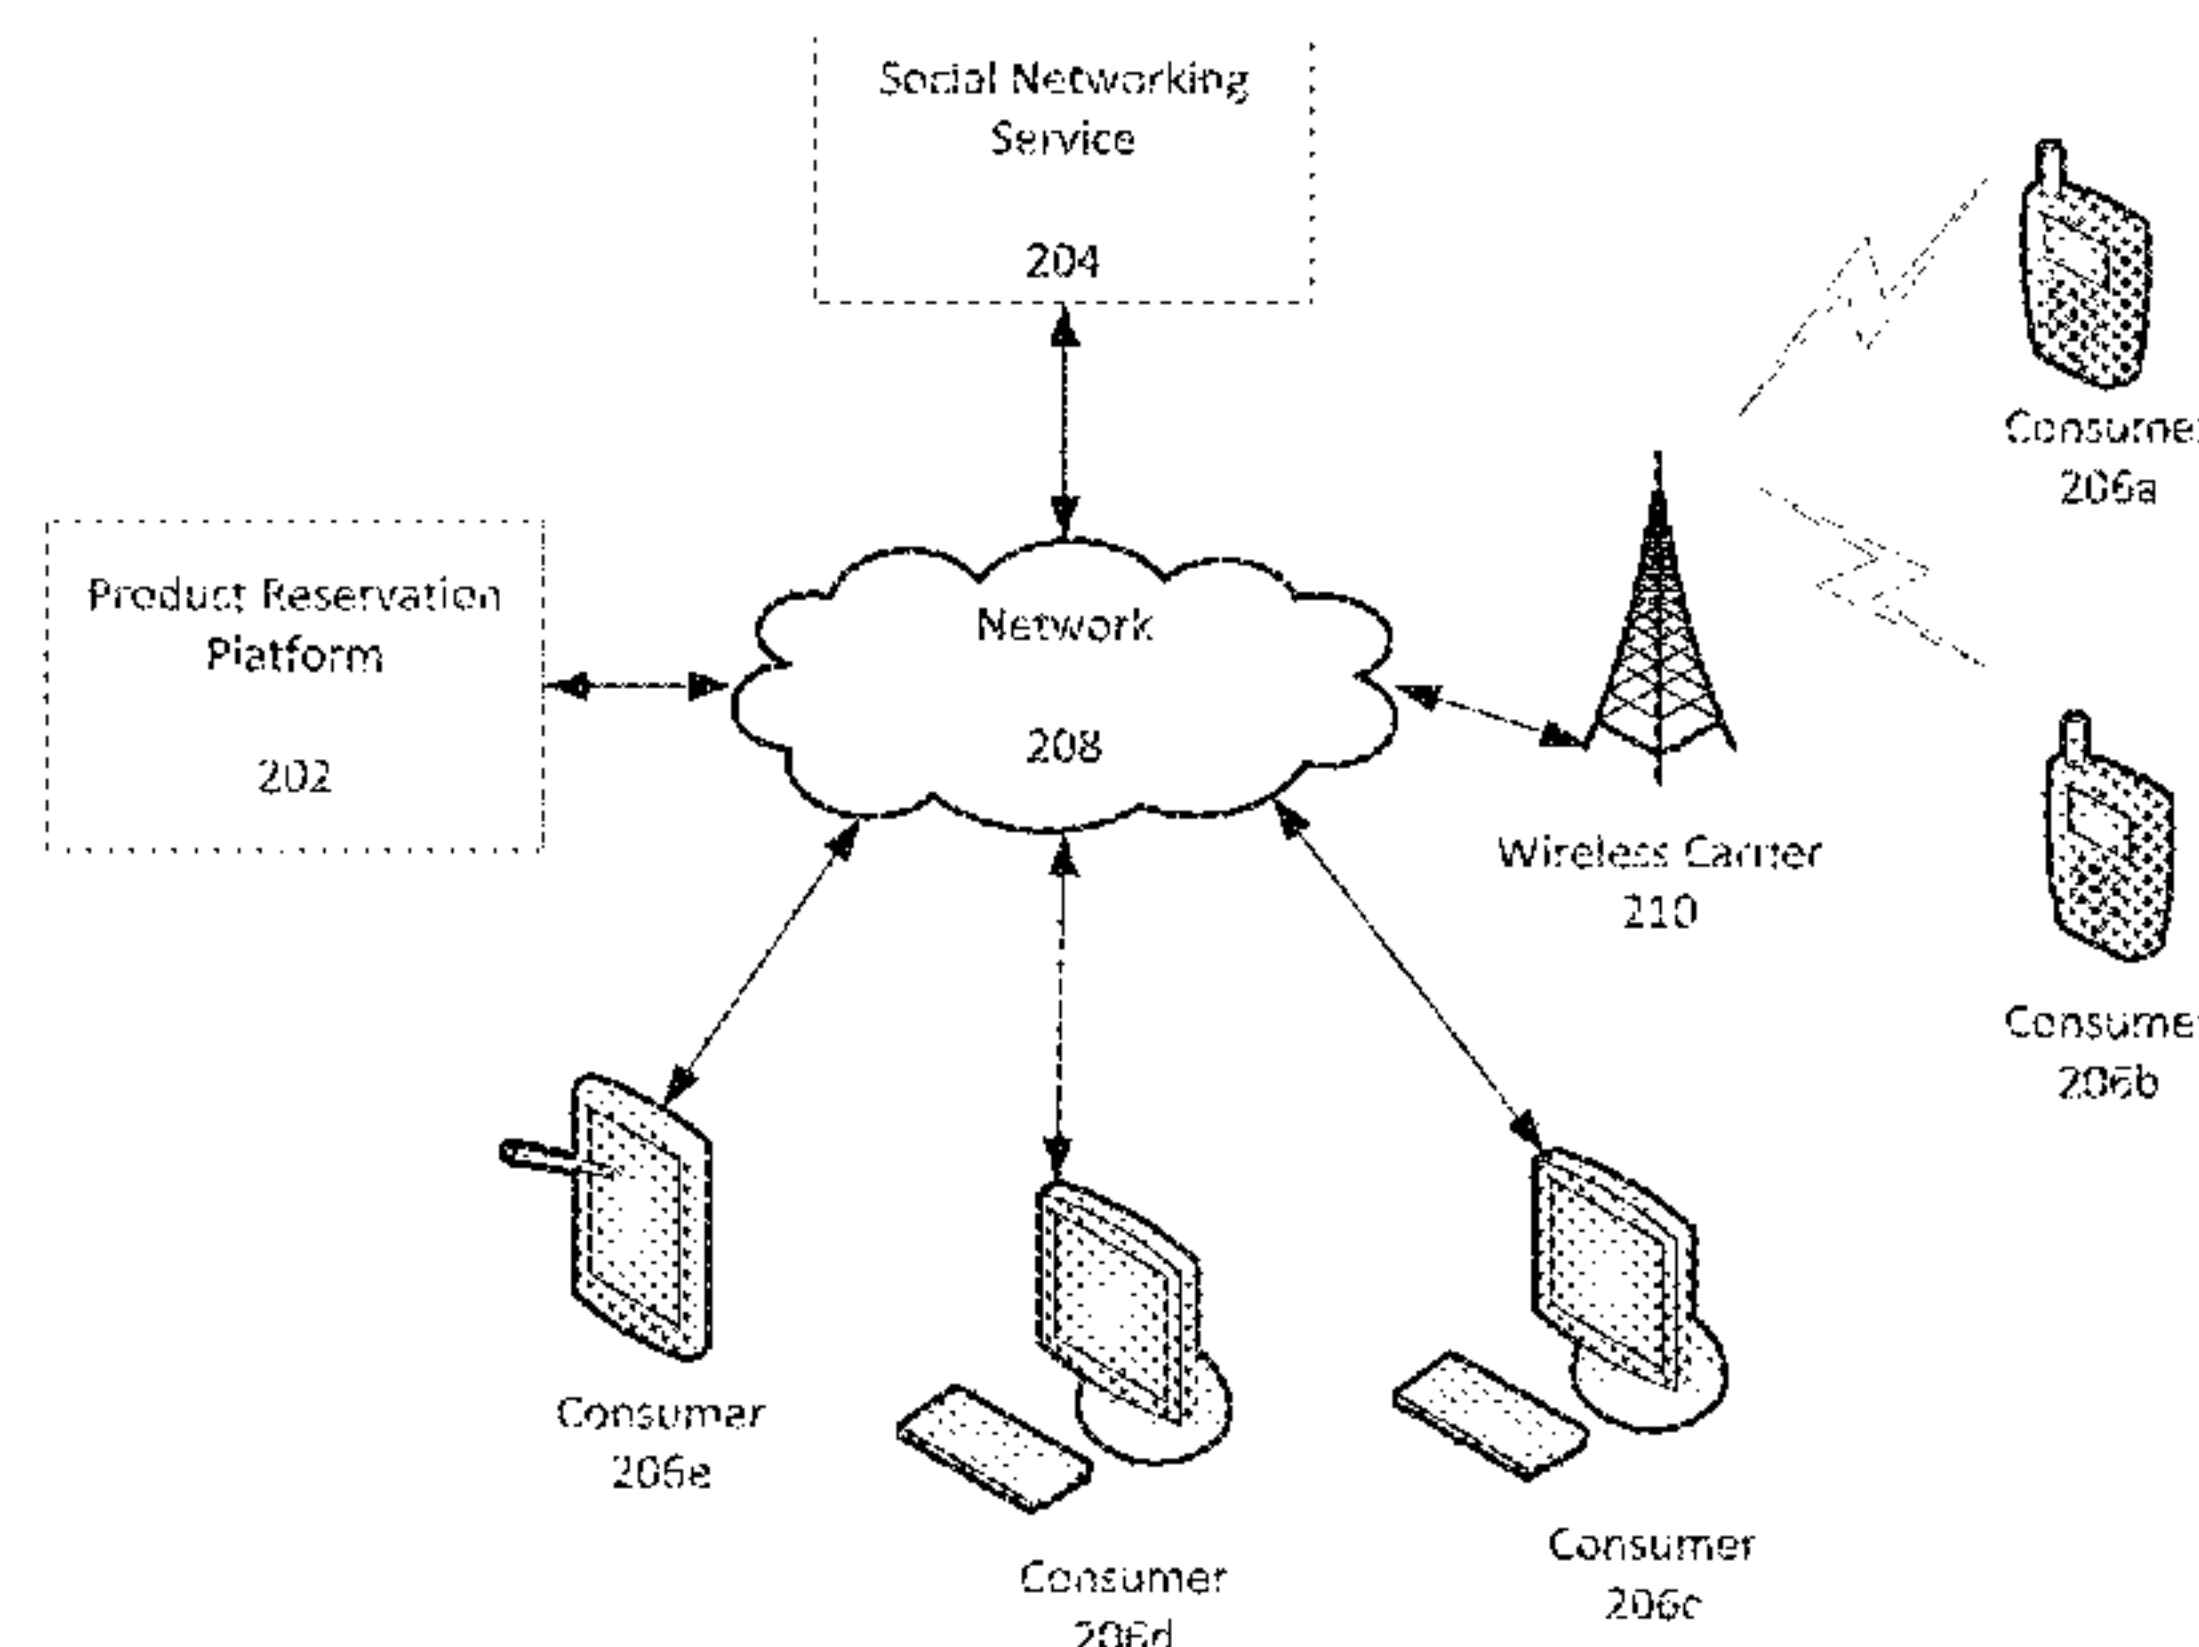 Social Networking
Service
204
Product Reservation
Platform
202
Network
208
Wireless Carrier
210
Consumer
206a
Consumer
206b
Consumer
206e
Consumer
206d
Consumer
206c